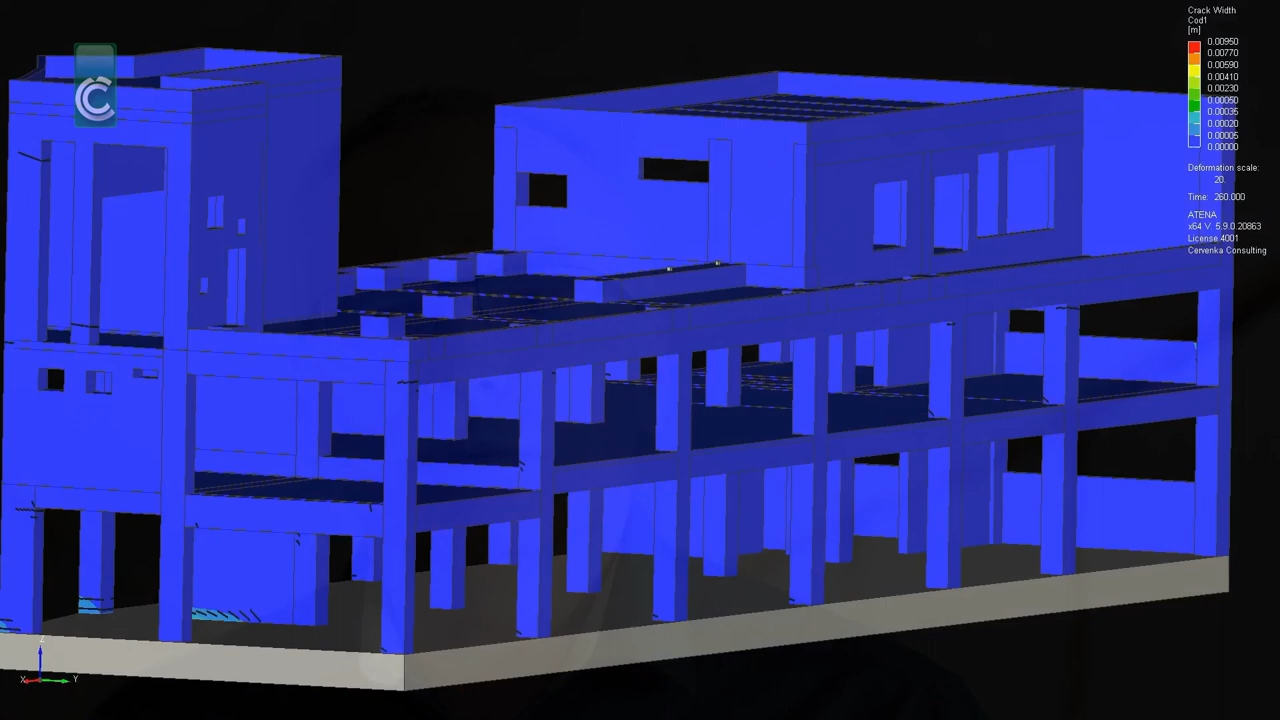 Crack Width
Cod1
[m]
0.00950
0.00770
0.00590
0.00410
0.00230
0.00050
0.00035
0.00020
0.00005
0.00000
Deformation scale:
20.
Time: 260.000
ATENA
x64 V. 5.9.0.20863
License 4001
Cervenka Consulting
Z
X Y